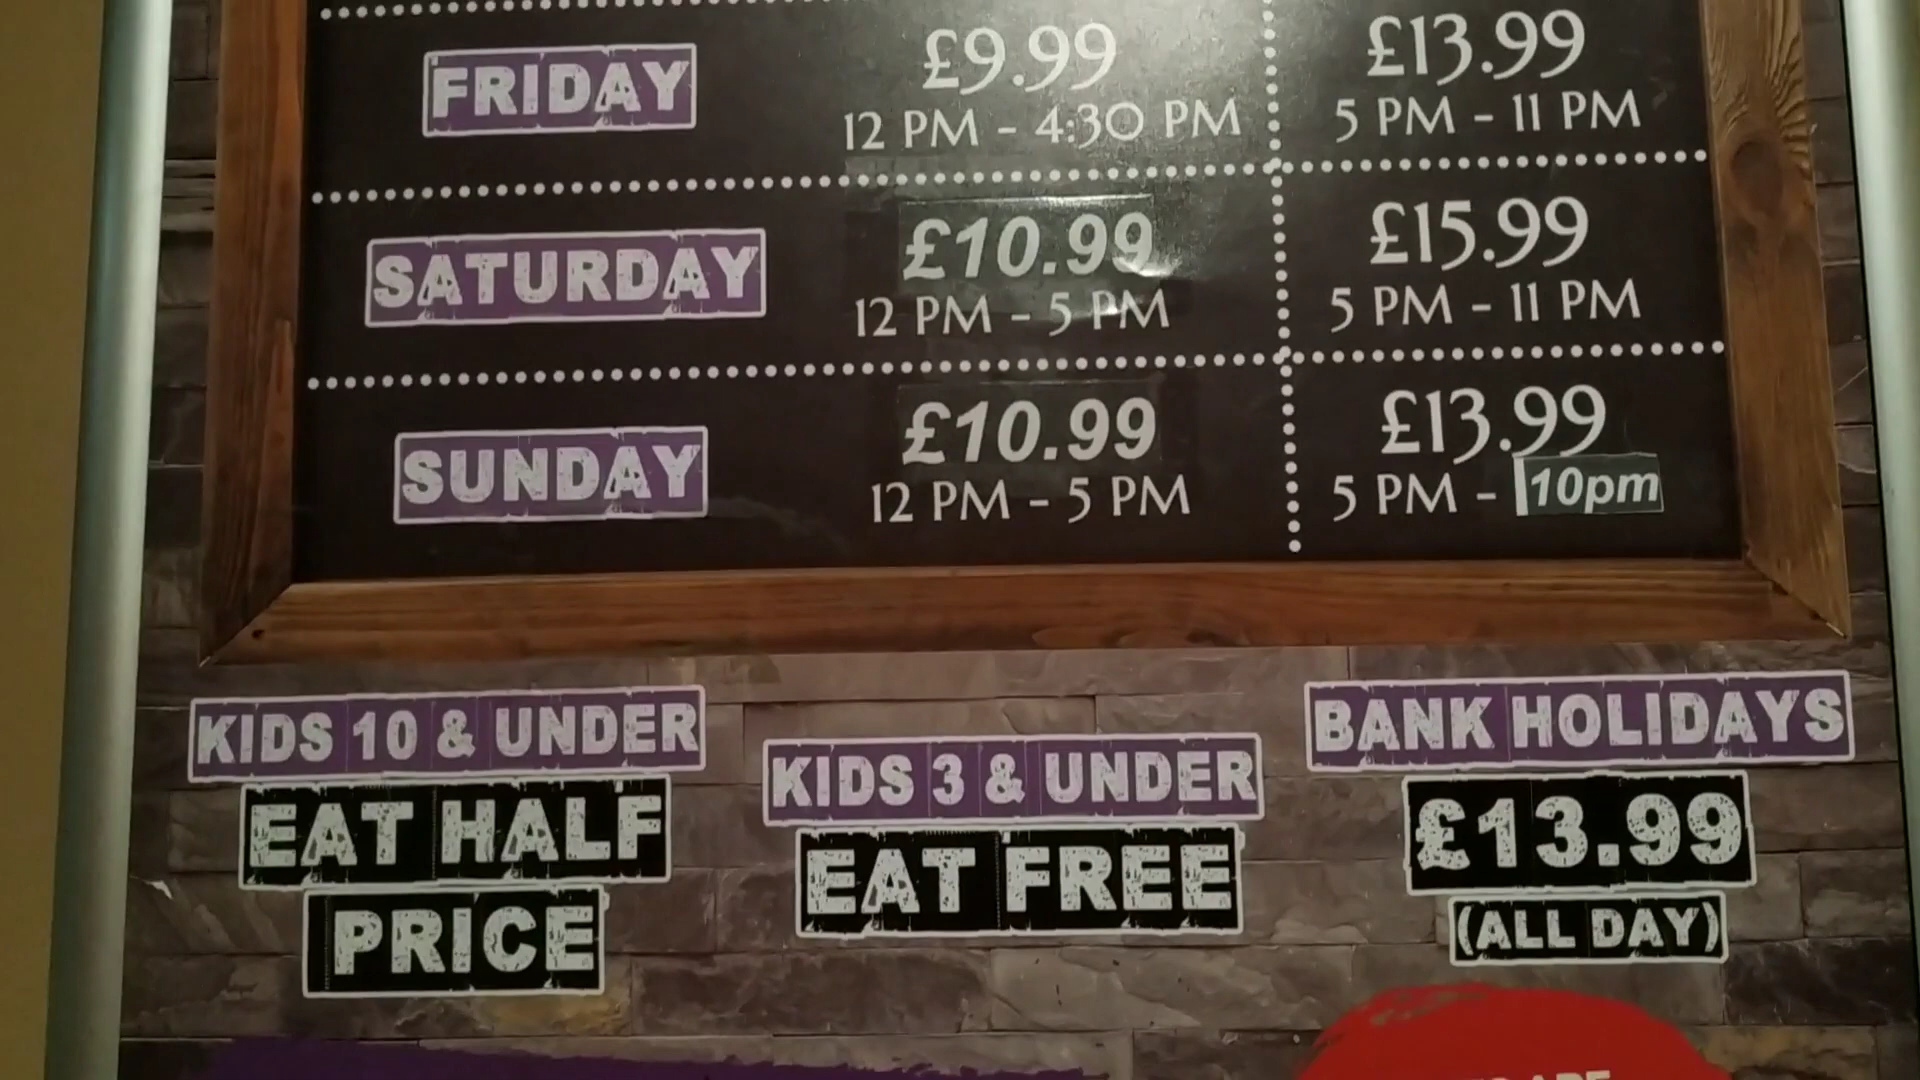 FRIDAY £9.99 £13.99
12 PM - 4:30 PM 5 PM - 11 PM
SATURDAY £10.99 £15.99
12 PM - 5 PM 5 PM - 11 PM
SUNDAY £10.99 £13.99
12 PM - 5 PM 5 PM - 10pm
KIDS 10 & UNDER
EAT HALF
PRICE
KIDS 3 & UNDER
EAT FREE
BANK HOLIDAYS
£13.99
(ALL DAY)